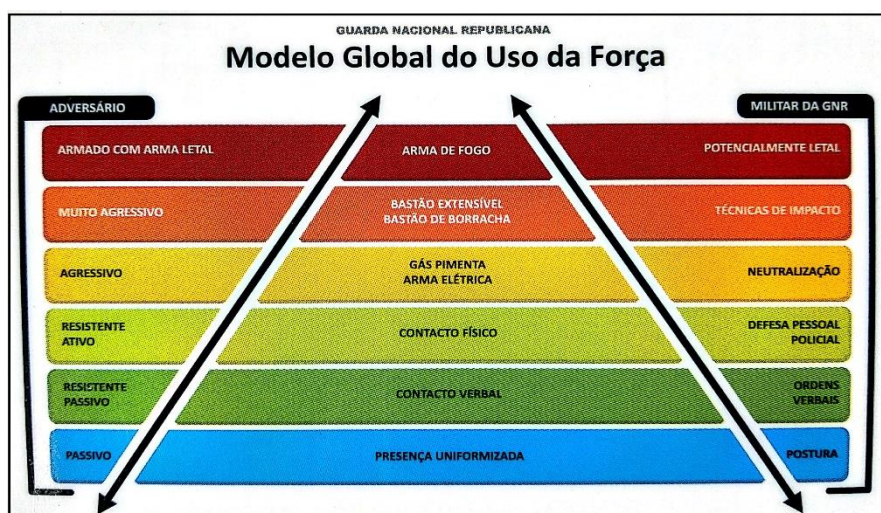 GUARDA NACIONAL REPUBLICANA
Modelo Global do Uso da Força
ADVERSÁRIO
MILITAR DA GNR
ARMADO COM ARMA LETAL
ARMA DE FOGO
POTENCIALMENTE LETAL
MUITO AGRESSIVO
BASTÃO EXTENSÍVEL
BASTÃO DE BORRACHA
TÉCNICAS DE IMPACTO
AGRESSIVO
GÁS PIMENTA
ARMA ELÉTRICA
NEUTRALIZAÇÃO
RESISTENTE
ATIVO
CONTACTO FÍSICO
DEFESA PESSOAL
POLICIAL
RESISTENTE
PASSIVO
CONTACTO VERBAL
ORDENS
VERBAIS
PASSIVO
PRESENÇA UNIFORMIZADA
POSTURA